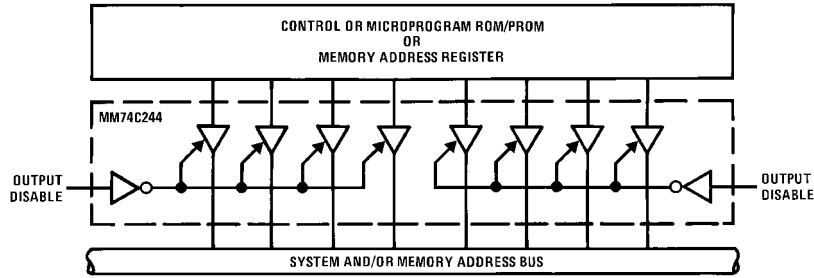 CONTROL OR MICROPROGRAM ROM/PROM
OR
MEMORY ADDRESS REGISTER
MM74C244
OUTPUT
DISABLE
OUTPUT
DISABLE
SYSTEM AND/OR MEMORY ADDRESS BUS